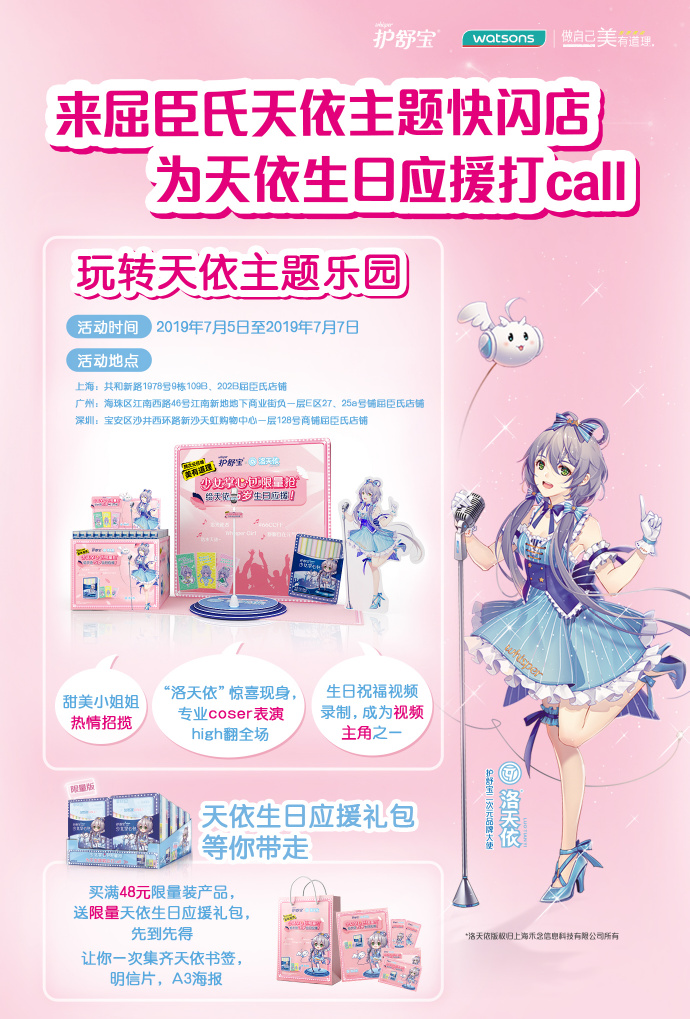 whisper
护舒宝
watsons
做自己 美有道理.
来屈臣氏天依主题快闪店
为天依生日应援打call
玩转天依主题乐园
活动时间 2019年7月5日至2019年7月7日
活动地点
上海：共和新路1978号9栋109B、202B屈臣氏店铺
广州：海珠区江南西路46号江南新地地下商业街负一层E区27、25a号铺屈臣氏店铺
深圳：宝安区沙井西环路新沙天虹购物中心一层128号商铺屈臣氏店铺
护舒宝 洛天依
美有道理
少女掌心包限量抢
给天依 岁生日应援!
甜美小姐姐
热情招揽
“洛天依”惊喜现身，
专业coser表演
high翻全场
生日祝福视频
录制，成为视频
主角之一
限量版
天依生日应援礼包
等你带走
买满48元限量装产品，
送限量天依生日应援礼包，
先到先得
让你一次集齐天依书签，
明信片，A3海报
洛天依
护舒宝二次元品牌大使
*洛天依版权归上海禾念信息科技有限公司所有